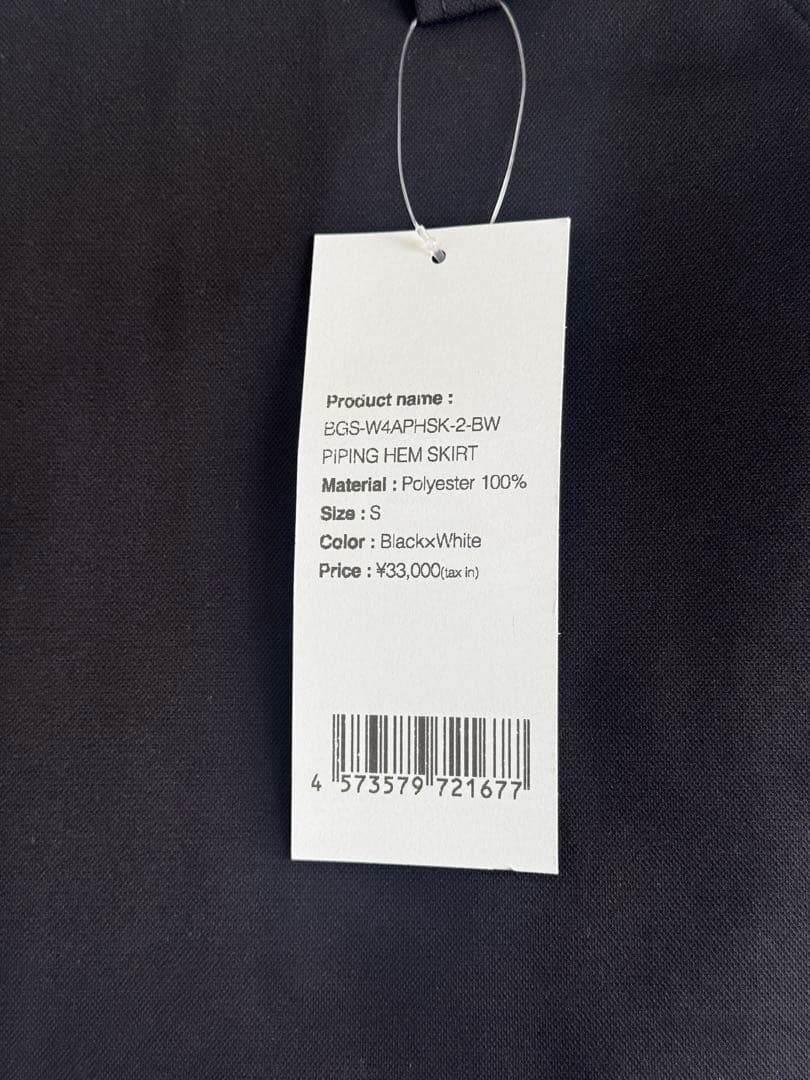 Product name :
BGS-W4APHSK-2-BW
PIPING HEM SKIRT
Material : Polyester 100%
Size : S
Color : Black×White
Price : ¥33,000(tax in)
4 573579 721677